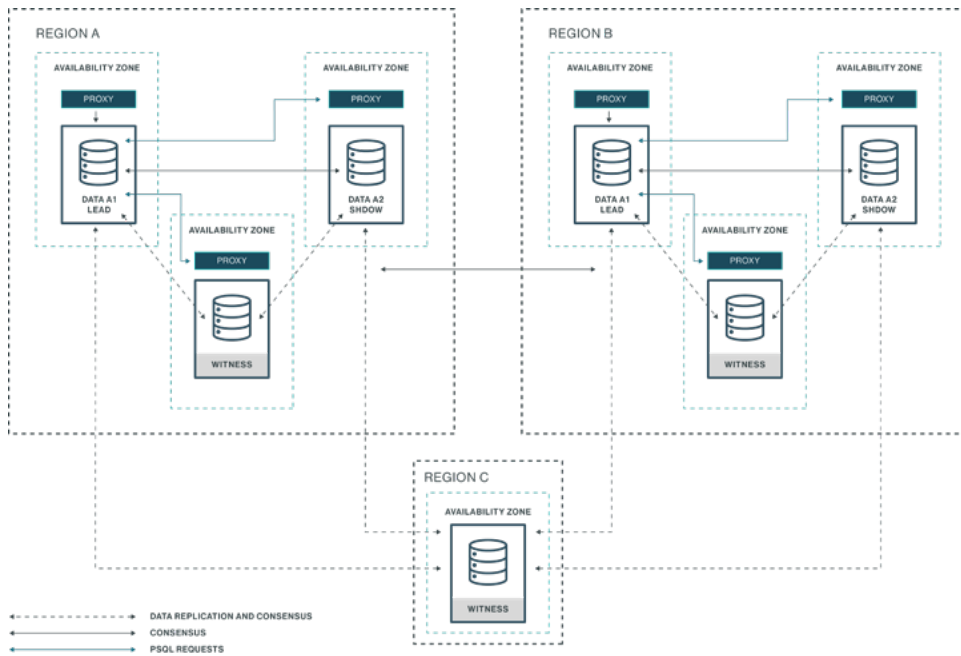 REGION A
AVAILABILITY ZONE
PROXY
DATA A1
LEAD
AVAILABILITY ZONE
PROXY
DATA A2
SHDOW
AVAILABILITY ZONE
PROXY
WITNESS
REGION B
AVAILABILITY ZONE
PROXY
DATA A1
LEAD
AVAILABILITY ZONE
PROXY
DATA A2
SHDOW
AVAILABILITY ZONE
PROXY
WITNESS
REGION C
AVAILABILITY ZONE
WITNESS
DATA REPLICATION AND CONSENSUS
CONSENSUS
PSQL REQUESTS